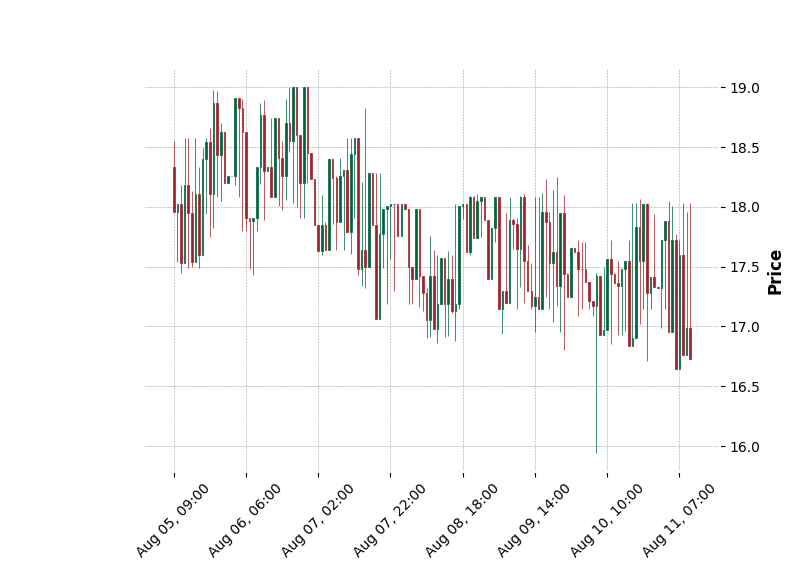 19.0
18.5
18.0
17.5
17.0
16.5
16.0
Price
Aug 05, 09:00
Aug 06, 06:00
Aug 07, 02:00
Aug 07, 22:00
Aug 08, 18:00
Aug 09, 14:00
Aug 10, 10:00
Aug 11, 07:00